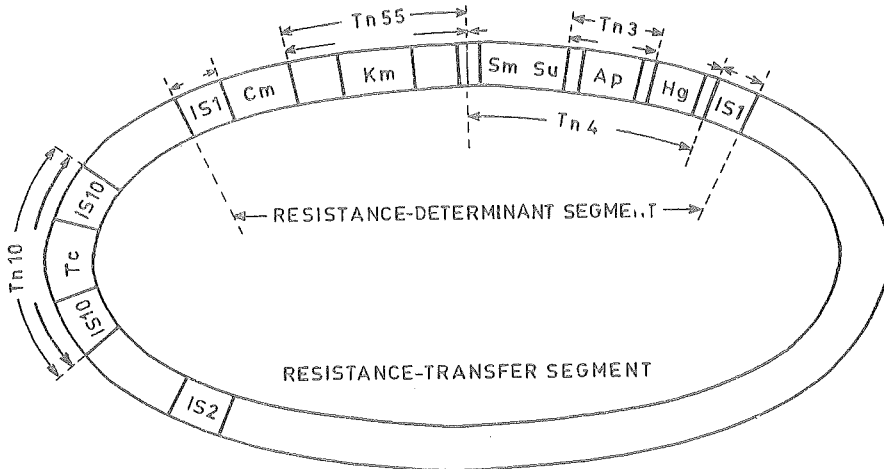 Tn55
Tn3
IS1
Cm
Km
Sm Su
Ap
Hg
IS1
Tn4
RESISTANCE-DETERMINANT SEGMENT
Tn10
IS10
Tc
IS10
RESISTANCE-TRANSFER SEGMENT
IS2